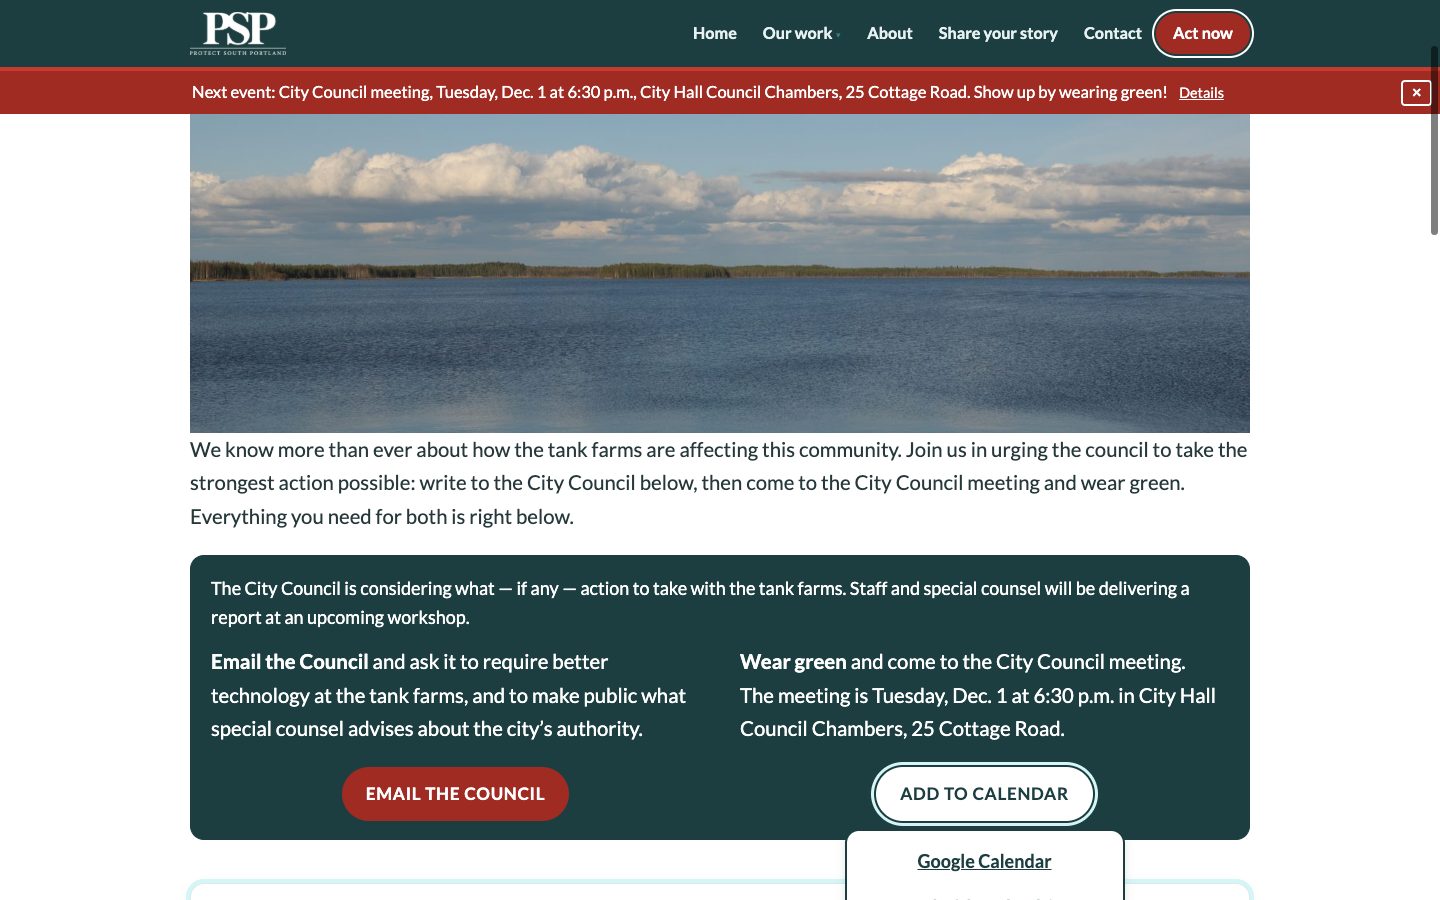 PSP
PROTECT SOUTH PORTLAND
Home
Our work
About
Share your story
Contact
Act now
Next event: City Council meeting, Tuesday, Dec. 1 at 6:30 p.m., City Hall Council Chambers, 25 Cottage Road. Show up by wearing green! Details
×
We know more than ever about how the tank farms are affecting this community. Join us in urging the council to take the
strongest action possible: write to the City Council below, then come to the City Council meeting and wear green.
Everything you need for both is right below.
The City Council is considering what — if any — action to take with the tank farms. Staff and special counsel will be delivering a
report at an upcoming workshop.
Email the Council and ask it to require better
technology at the tank farms, and to make public what
special counsel advises about the city’s authority.
EMAIL THE COUNCIL
Wear green and come to the City Council meeting.
The meeting is Tuesday, Dec. 1 at 6:30 p.m. in City Hall
Council Chambers, 25 Cottage Road.
ADD TO CALENDAR
Google Calendar